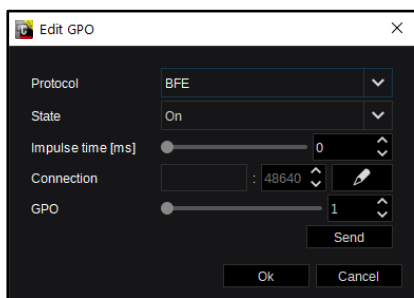 Edit GPO
Protocol BFE
State On
Impulse time [ms] 0
Connection : 48640
GPO 1
Send
Ok Cancel